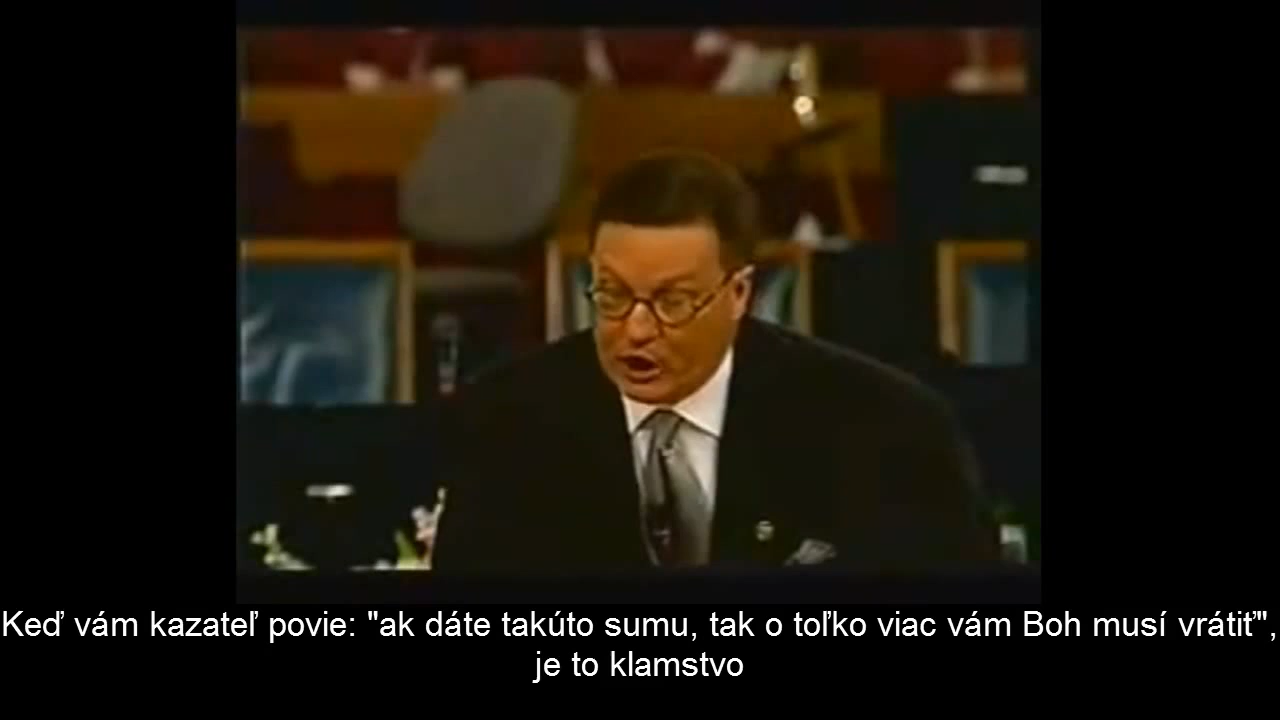 Keď vám kazateľ povie: "ak dáte takúto sumu, tak o toľko viac vám Boh musí vrátiť",
je to klamstvo